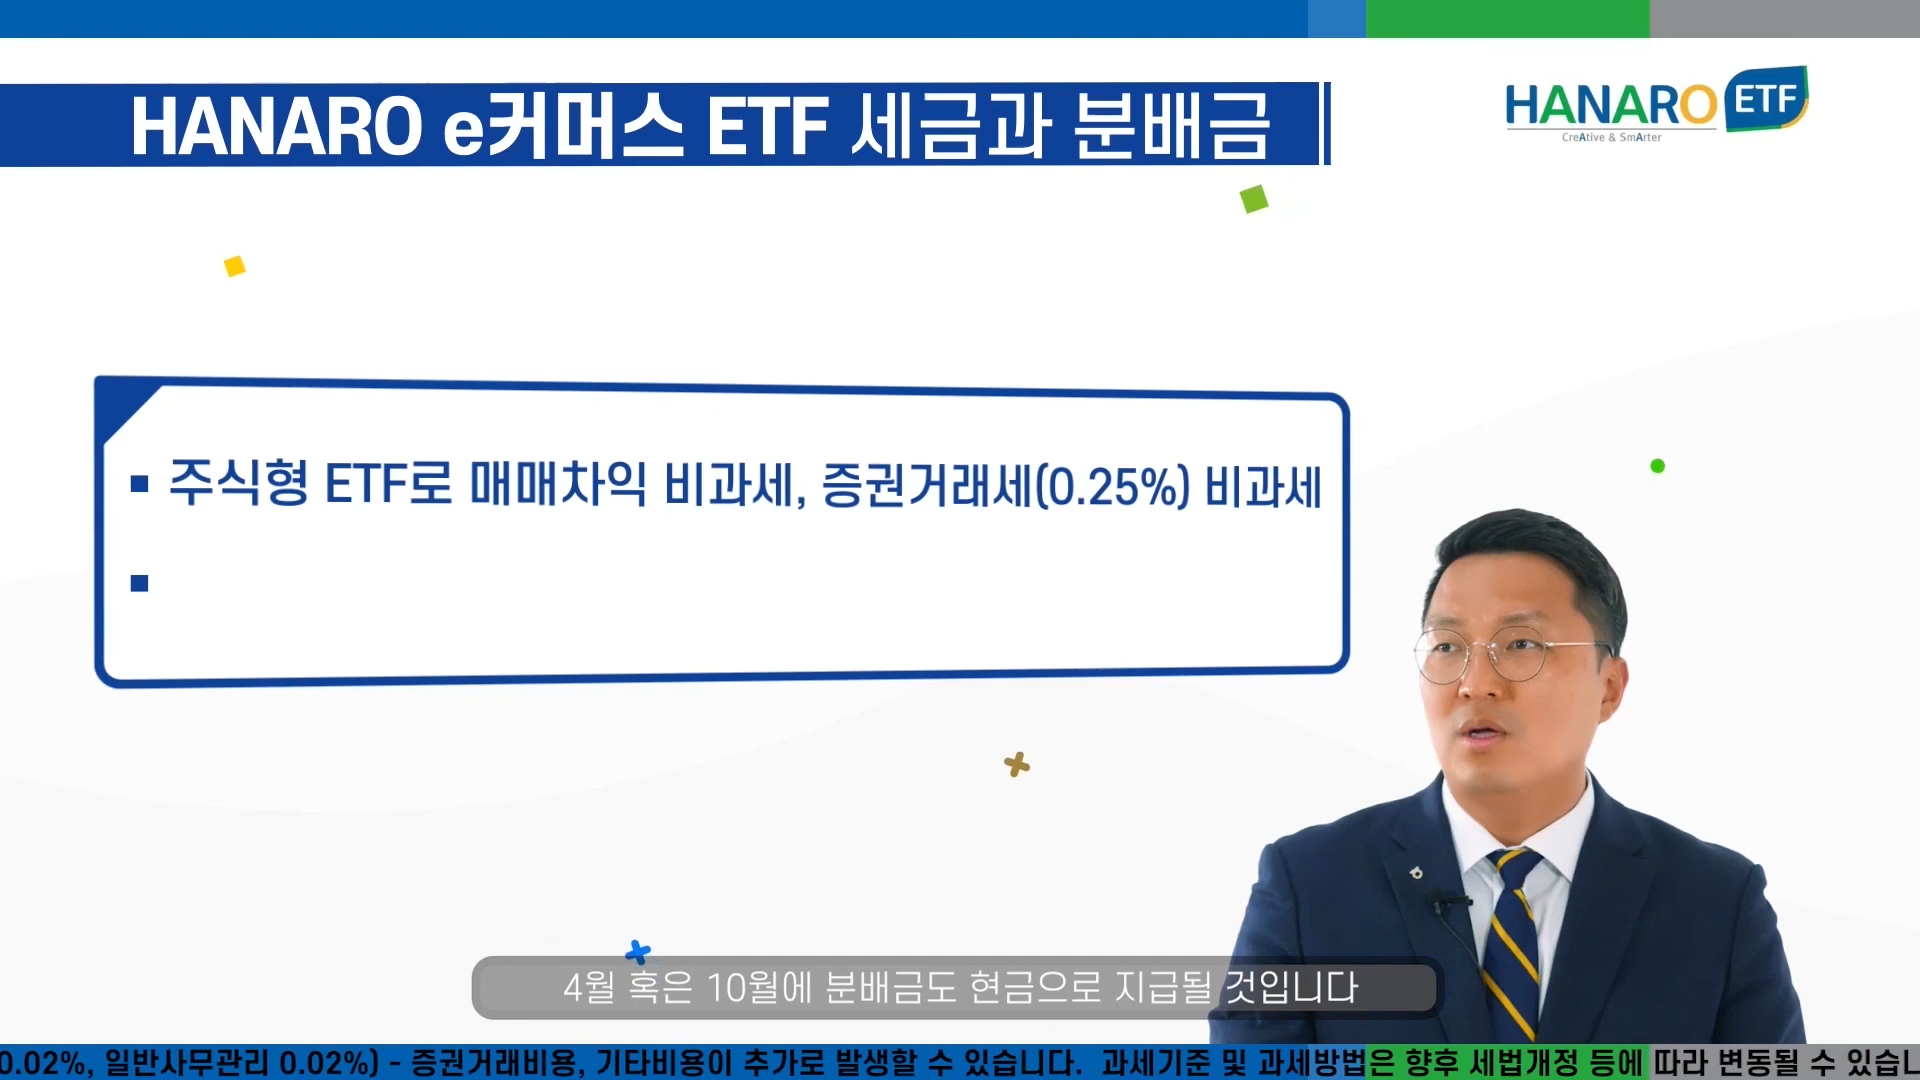 HANARO e커머스 ETF 세금과 분배금
HANARO ETF
CreAtive & SmArter
주식형 ETF로 매매차익 비과세, 증권거래세(0.25%) 비과세
4월 혹은 10월에 분배금도 현금으로 지급될 것입니다
0.02%, 일반사무관리 0.02%) - 증권거래비용, 기타비용이 추가로 발생할 수 있습니다. 과세기준 및 과세방법은 향후 세법개정 등에 따라 변동될 수 있습니